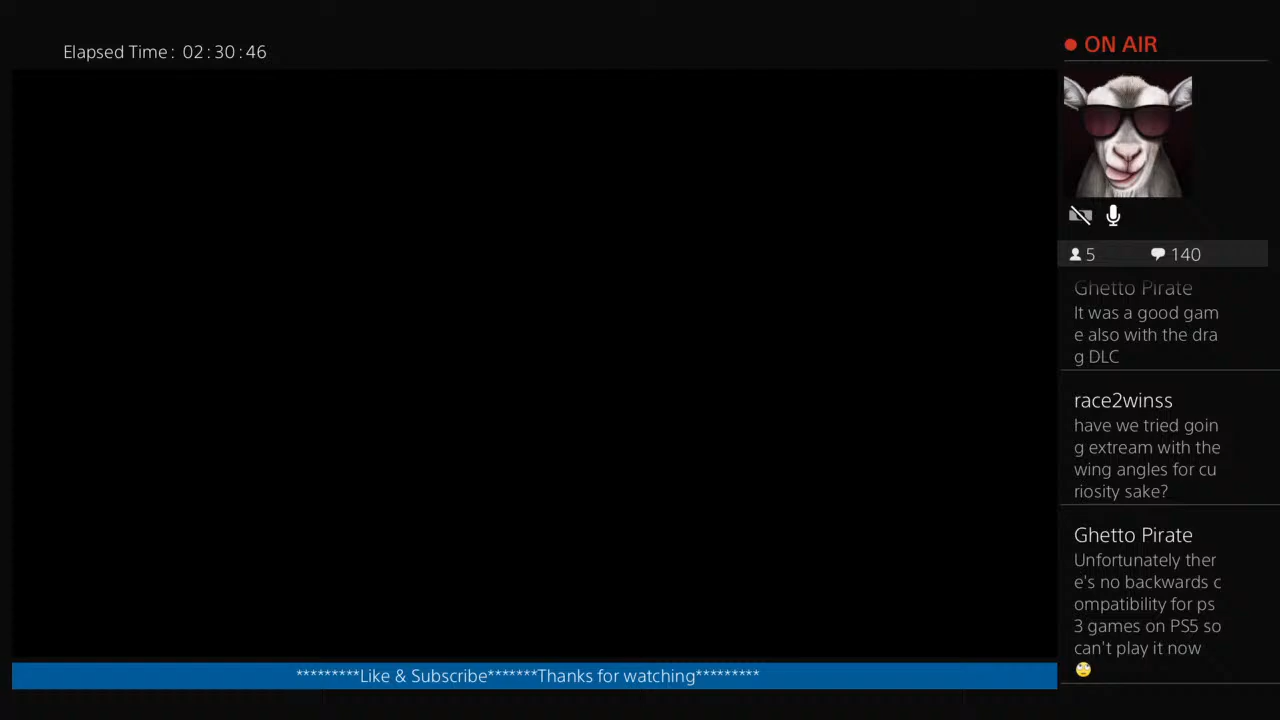 Elapsed Time: 02:30:46
ON AIR
5 140
Ghetto Pirate
It was a good gam
e also with the dra
g DLC
race2winss
have we tried goin
g extream with the
wing angles for cu
riosity sake?
Ghetto Pirate
Unfortunately ther
e's no backwards c
ompatibility for ps
3 games on PS5 so
can't play it now
*********Like & Subscribe*******Thanks for watching*********